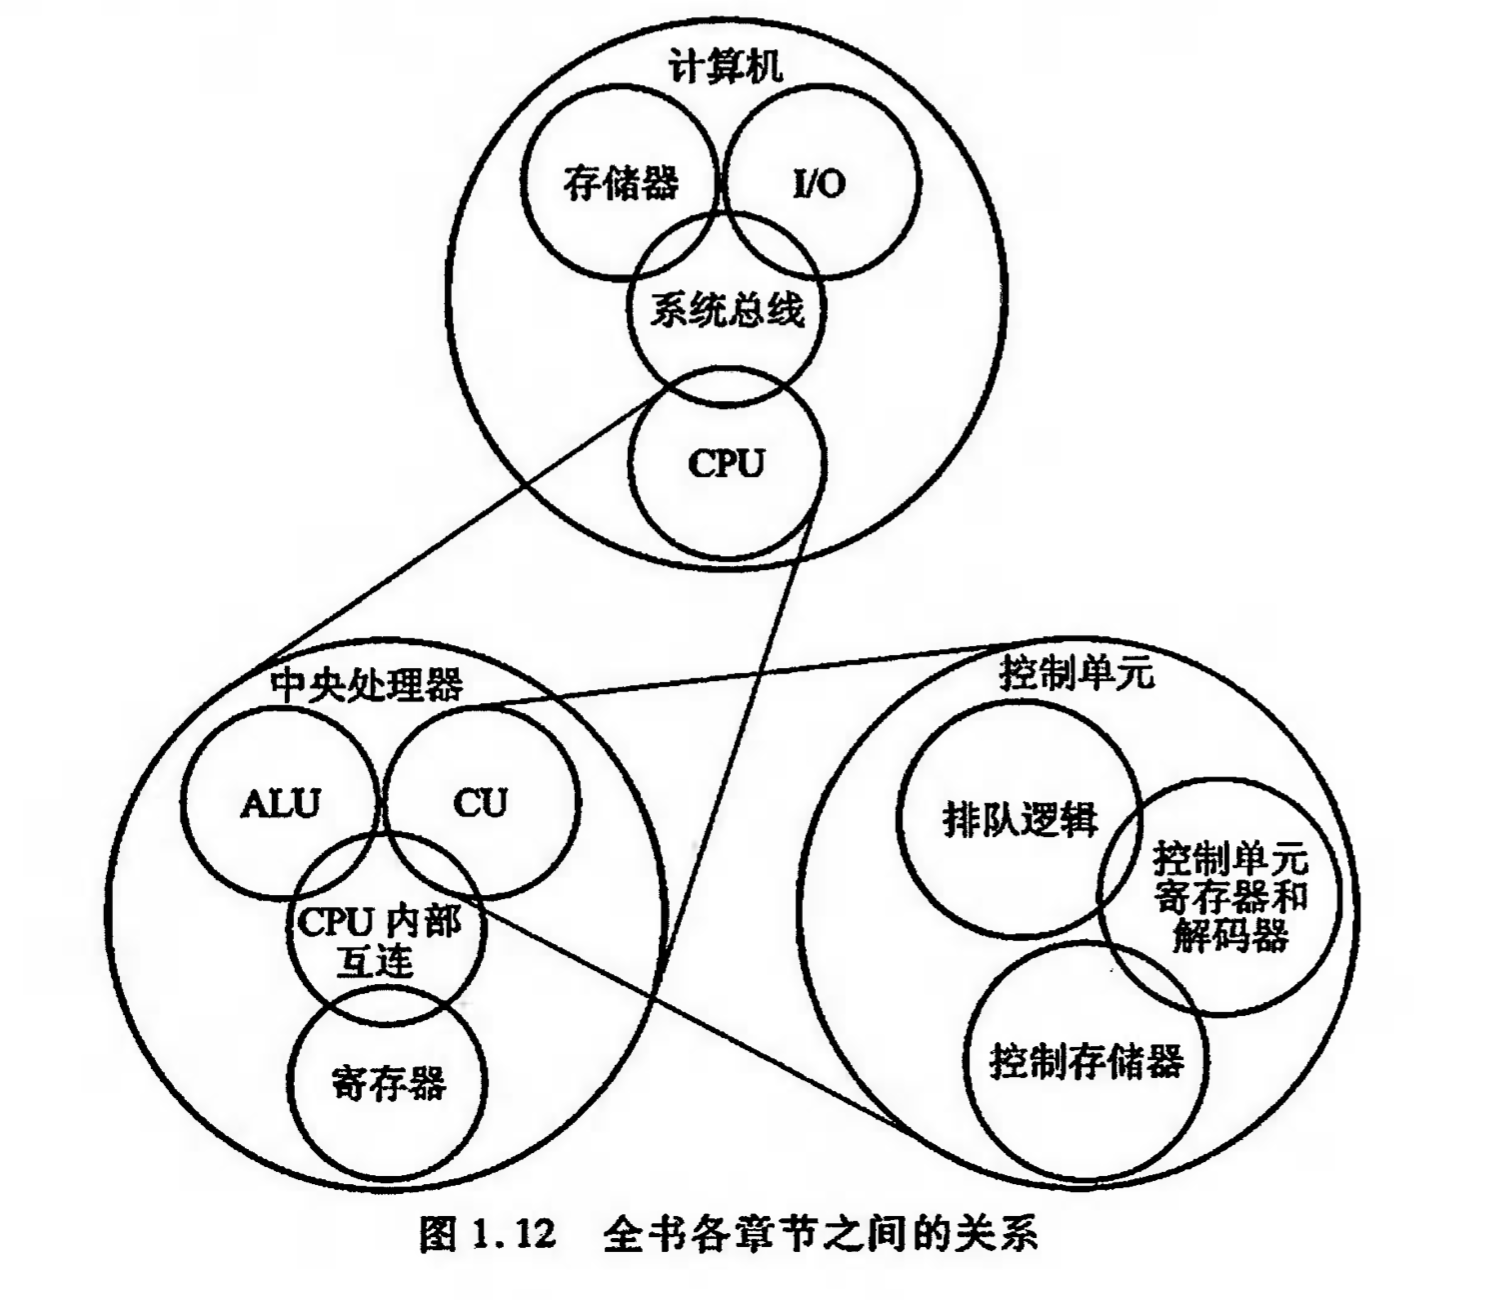 计算机
存储器
I/O
系统总线
CPU
中央处理器
ALU
CU
CPU 内部
互连
寄存器
控制单元
排队逻辑
控制单元
寄存器和
解码器
控制存储器
图 1.12 全书各章节之间的关系